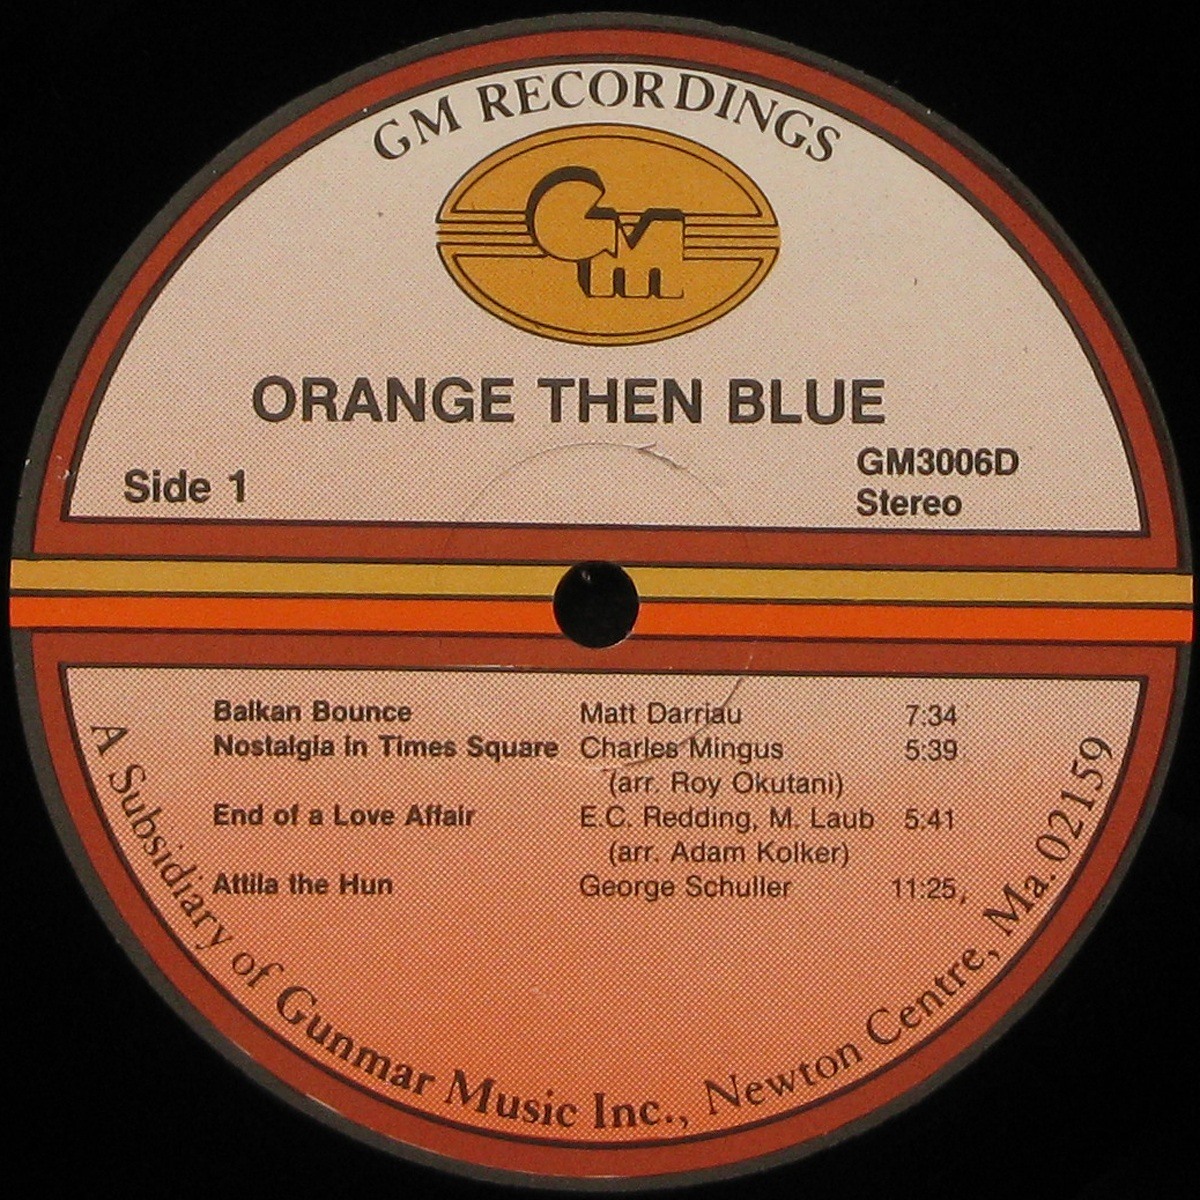 GM RECORDINGS
GM
ORANGE THEN BLUE
GM3006D
Side 1
Stereo
Balkan Bounce Matt Darriau 7:34
Nostalgia in Times Square Charles Mingus 5:39
(arr. Roy Okutani)
End of a Love Affair E.C. Redding, M. Laub 5:41
(arr. Adam Kolker)
Attila the Hun George Schuller 11:25,
A Subsidiary of Gunmar Music Inc., Newton Centre, Ma. 02159